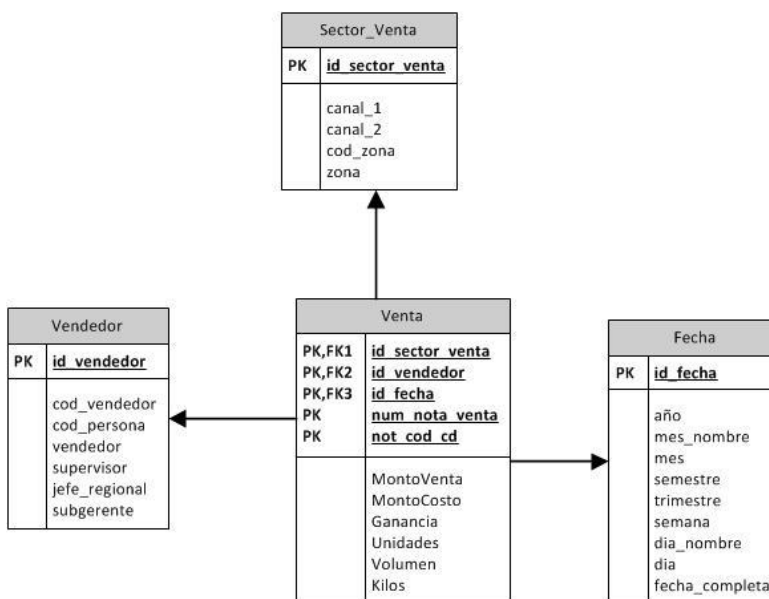 Sector_Venta
PK id_sector_venta
canal_1
canal_2
cod_zona
zona
Vendedor
PK id_vendedor
cod_vendedor
cod_persona
vendedor
supervisor
jefe_regional
subgerente
Venta
PK,FK1 id_sector_venta
PK,FK2 id_vendedor
PK,FK3 id_fecha
PK num_nota_venta
PK not_cod_cd
MontoVenta
MontoCosto
Ganancia
Unidades
Volumen
Kilos
Fecha
PK id_fecha
año
mes_nombre
mes
semestre
trimestre
semana
dia_nombre
dia
fecha_completa